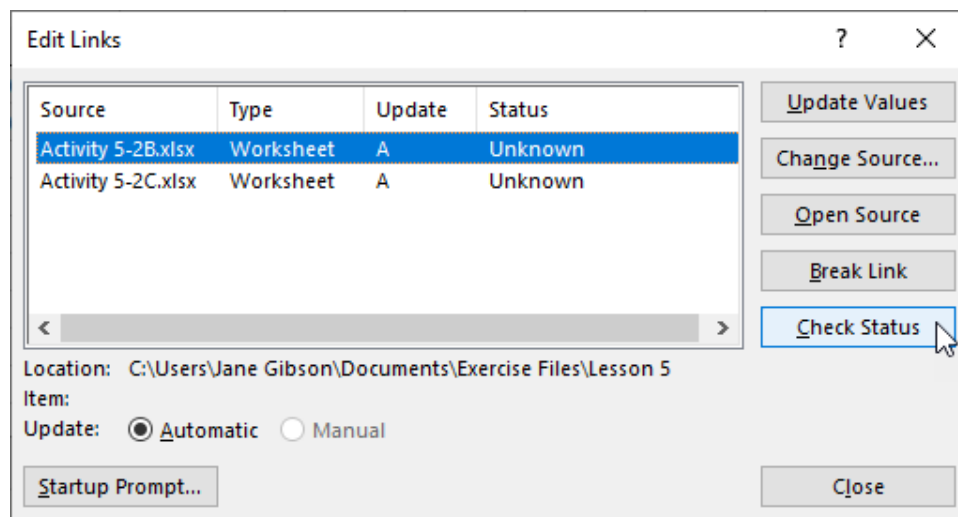 Edit Links ? X
Source Type Update Status
Activity 5-2B.xlsx Worksheet A Unknown
Activity 5-2C.xlsx Worksheet A Unknown
Update Values
Change Source...
Open Source
Break Link
Check Status
Location: C:\Users\Jane Gibson\Documents\Exercise Files\Lesson 5
Item:
Update: Automatic Manual
Startup Prompt... Close